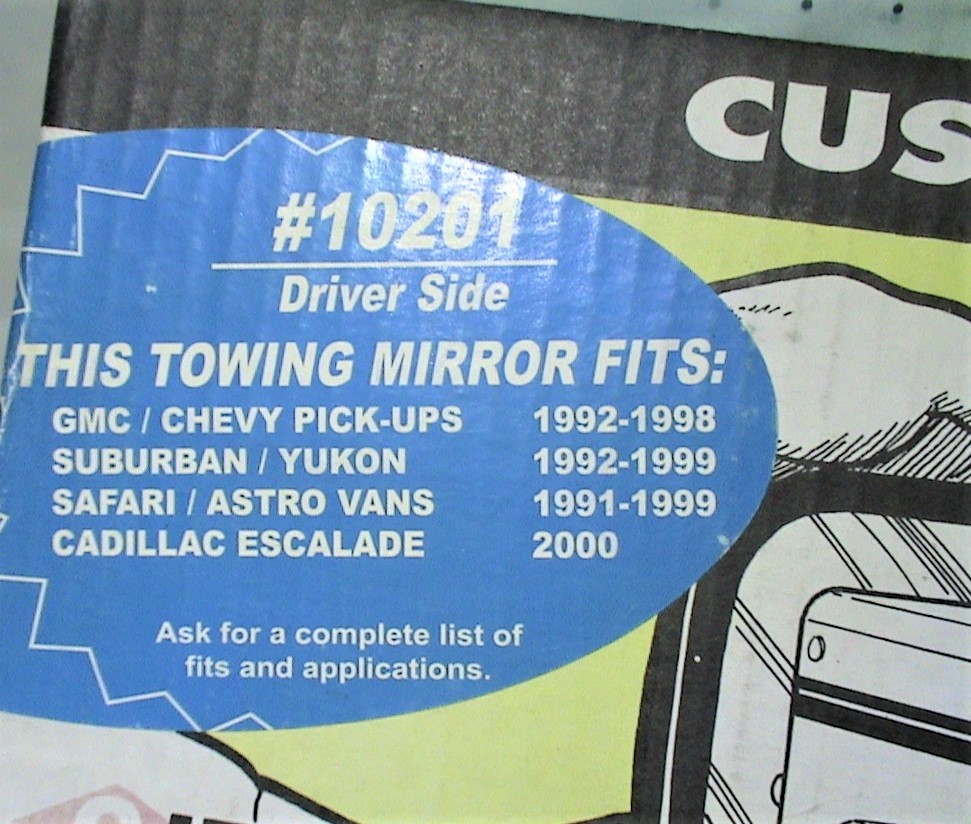 CUS
#10201
Driver Side
THIS TOWING MIRROR FITS:
GMC / CHEVY PICK-UPS 1992-1998
SUBURBAN / YUKON 1992-1999
SAFARI / ASTRO VANS 1991-1999
CADILLAC ESCALADE 2000
Ask for a complete list of
fits and applications.